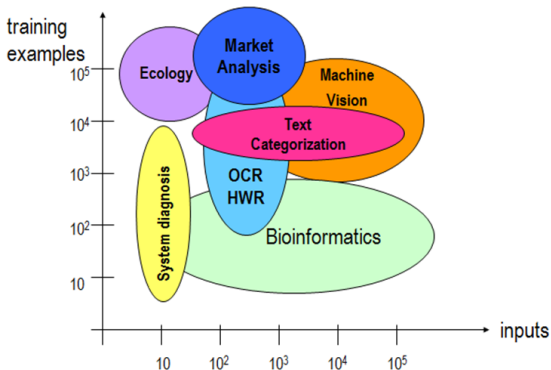 training
examples
Market
Analysis
Ecology
Machine
Vision
Text
Categorization
OCR
HWR
System diagnosis
Bioinformatics
10⁵
10⁴
10³
10²
10
inputs
10
10²
10³
10⁴
10⁵